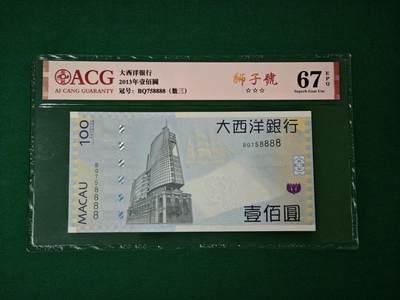 ACG
AI CANG GUARANTY
大西洋銀行
2013年壹佰圓
冠号：BQ758888（数三）
獅子號
☆☆☆
67 EPQ
Superb Gem Unc
100
MACAU
BQ758888
大西洋銀行
BQ758888
壹佰圓